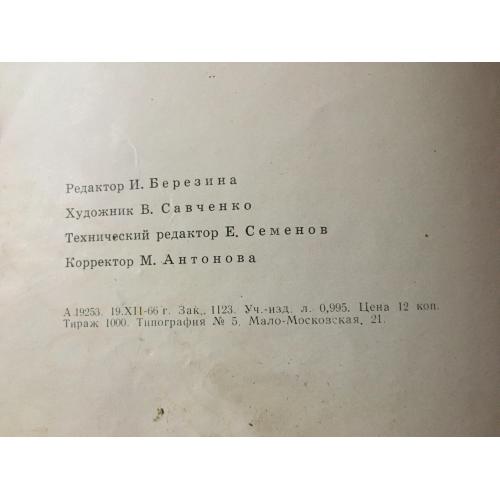 Редактор И. Березина
Художник В. Савченко
Технический редактор Е. Семенов
Корректор М. Антонова
А 19253. 19.XII-66 г. Зак. 1123. Уч.-изд. л. 0,995. Цена 12 коп.
Тираж 1000. Типография № 5, Мало-Московская, 21.